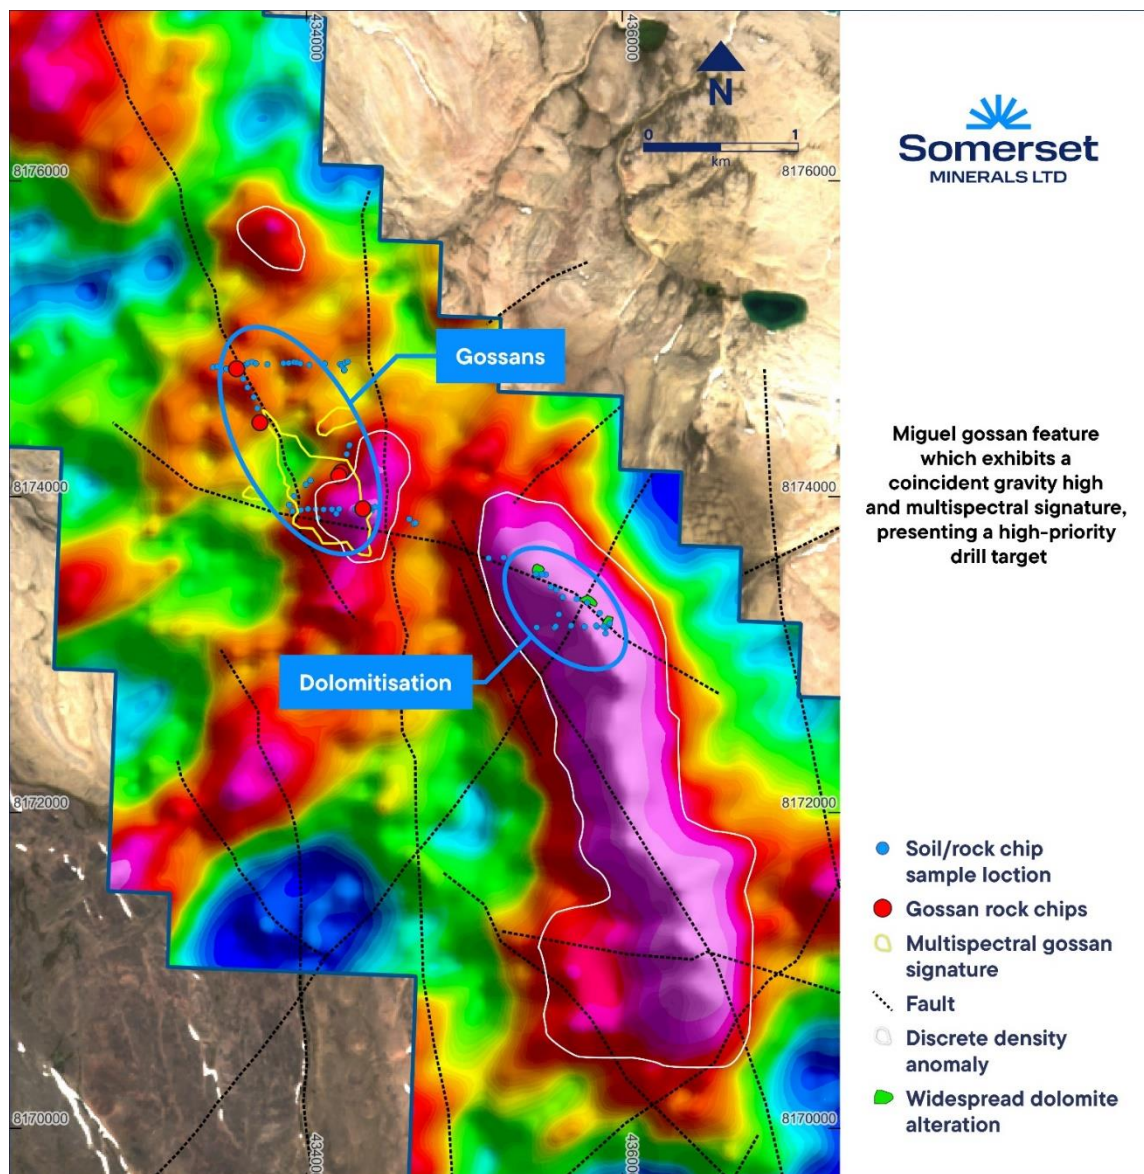 434000
436000
N
0 1
km
8176000
8176000
Somerset
MINERALS LTD
Gossans
Miguel gossan feature
which exhibits a
coincident gravity high
and multispectral signature,
presenting a high-priority
drill target
8174000
8174000
Dolomitisation
8172000
8172000
Soil/rock chip
sample loction
Gossan rock chips
Multispectral gossan
signature
Fault
Discrete density
anomaly
Widespread dolomite
alteration
8170000
8170000
434000
436000